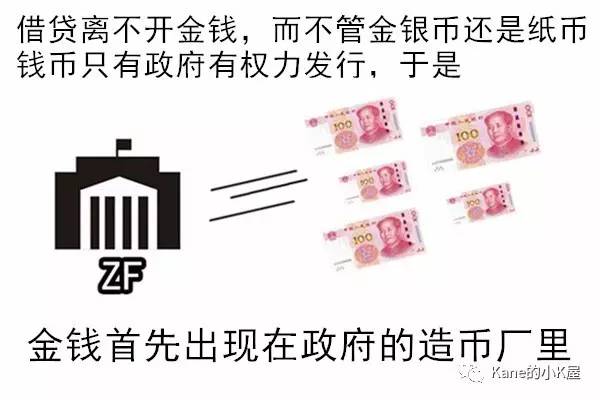 借贷离不开金钱，而不管金银币还是纸币
钱币只有政府有权力发行，于是
100
100
100
100
100
ZF
金钱首先出现在政府的造币厂里
Kane的小K屋